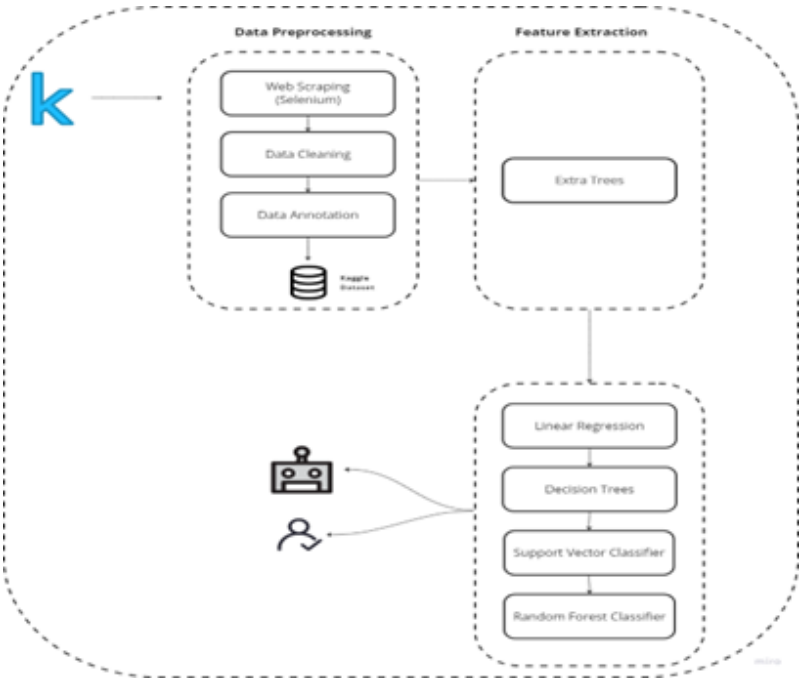 Data Preprocessing
Feature Extraction
k
Web Scraping
(Selenium)
Data Cleaning
Data Annotation
Kaggle
Dataset
Extra Trees
Linear Regression
Decision Trees
Support Vector Classifier
Random Forest Classifier
miro